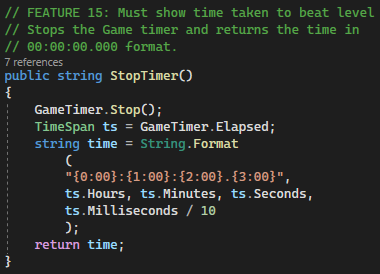 // FEATURE 15: Must show time taken to beat level
// Stops the Game timer and returns the time in
// 00:00:00.000 format.
7 references
public string StopTimer()
{
    GameTimer.Stop();
    TimeSpan ts = GameTimer.Elapsed;
    string time = String.Format
        (
        "{0:00}:{1:00}:{2:00}.{3:00}",
        ts.Hours, ts.Minutes, ts.Seconds,
        ts.Milliseconds / 10
        );
    return time;
}